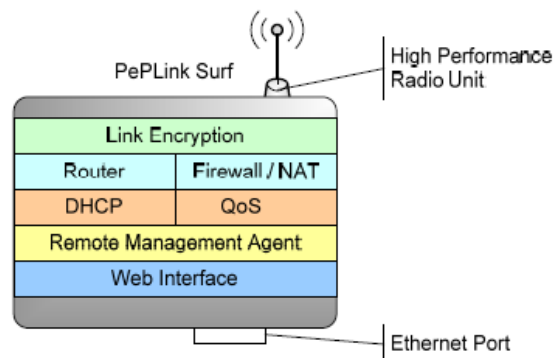 PePLink Surf
High Performance
Radio Unit
Link Encryption
Router
Firewall / NAT
DHCP
QoS
Remote Management Agent
Web Interface
Ethernet Port